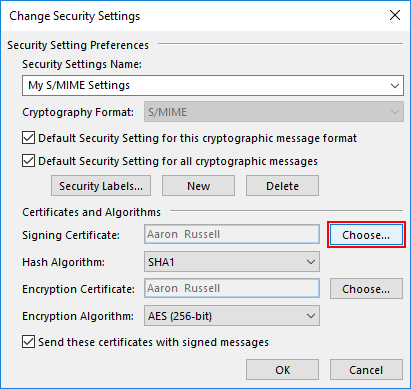 Change Security Settings
Security Setting Preferences
Security Settings Name:
My S/MIME Settings
Cryptography Format: S/MIME
Default Security Setting for this cryptographic message format
Default Security Setting for all cryptographic messages
Security Labels... New Delete
Certificates and Algorithms
Signing Certificate: Aaron Russell Choose...
Hash Algorithm: SHA1
Encryption Certificate: Aaron Russell Choose...
Encryption Algorithm: AES (256-bit)
Send these certificates with signed messages
OK Cancel